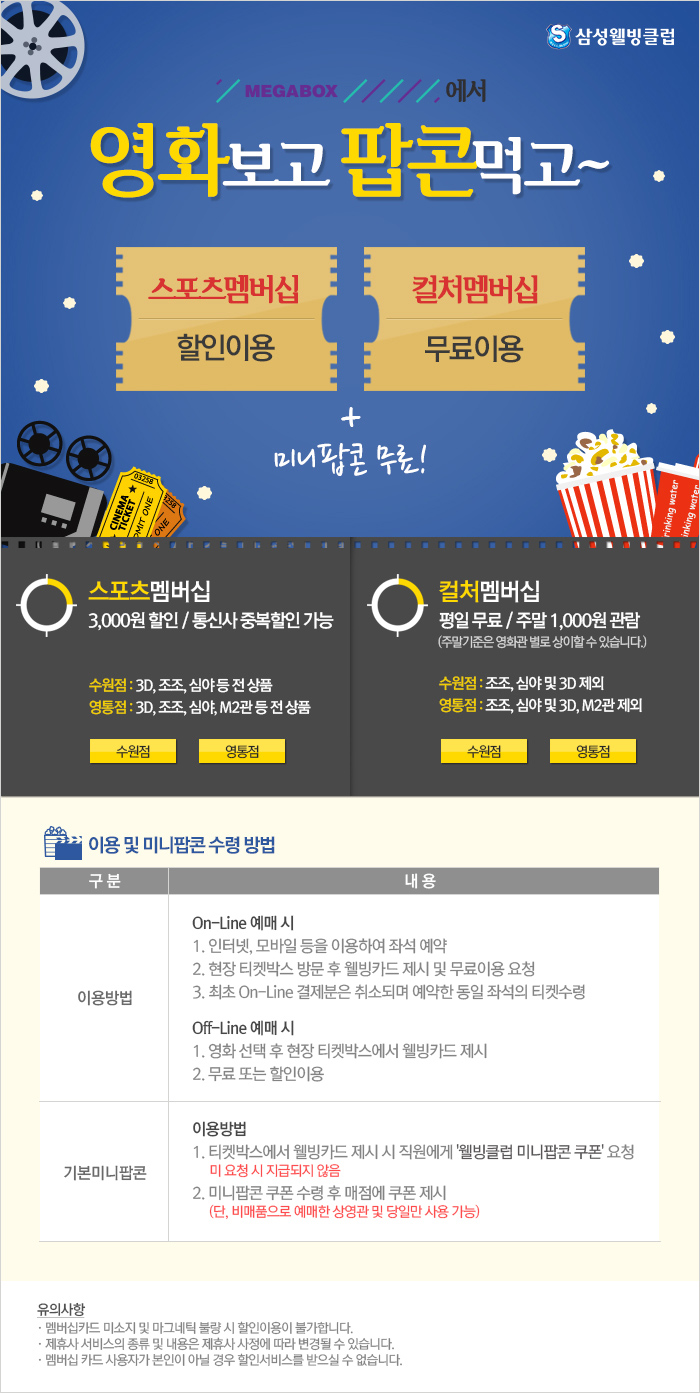 삼성웰빙클럽
MEGABOX 에서
영화보고 팝콘먹고~
스포츠멤버십
할인이용
컬처멤버십
무료이용
+
미니팝콘 무료!
03258
CINEMA
TICKET
ADMIT ONE
drinking water
drinking water
스포츠멤버십
3,000원 할인 / 통신사 중복할인 가능
수원점 : 3D, 조조, 심야 등 전 상품
영통점 : 3D, 조조, 심야, M2관 등 전 상품
수원점
영통점
컬처멤버십
평일 무료 / 주말 1,000원 관람
(주말기준은 영화관 별로 상이할 수 있습니다.)
수원점 : 조조, 심야 및 3D 제외
영통점 : 조조, 심야 및 3D, M2관 제외
수원점
영통점
이용 및 미니팝콘 수령 방법
구 분
내 용
이용방법
On-Line 예매 시
1. 인터넷, 모바일 등을 이용하여 좌석 예약
2. 현장 티켓박스 방문 후 웰빙카드 제시 및 무료이용 요청
3. 최초 On-Line 결제분은 취소되며 예약한 동일 좌석의 티켓수령
Off-Line 예매 시
1. 영화 선택 후 현장 티켓박스에서 웰빙카드 제시
2. 무료 또는 할인이용
기본미니팝콘
이용방법
1. 티켓박스에서 웰빙카드 제시 시 직원에게 '웰빙클럽 미니팝콘 쿠폰' 요청
미 요청 시 지급되지 않음
2. 미니팝콘 쿠폰 수령 후 매점에 쿠폰 제시
(단, 비매품으로 예매한 상영관 및 당일만 사용 가능)
유의사항
· 멤버십카드 미소지 및 마그네틱 불량 시 할인이용이 불가합니다.
· 제휴사 서비스의 종류 및 내용은 제휴사 사정에 따라 변경될 수 있습니다.
· 멤버십 카드 사용자가 본인이 아닐 경우 할인서비스를 받으실 수 없습니다.